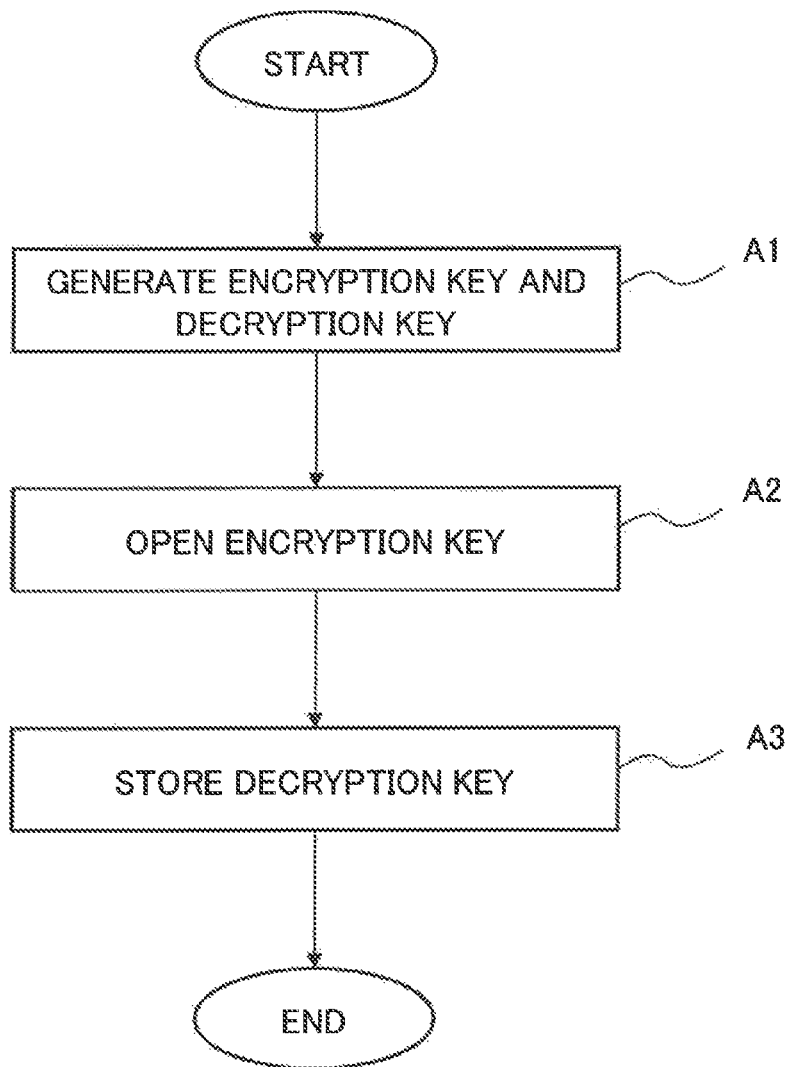 START
GENERATE ENCRYPTION KEY AND
DECRYPTION KEY
A1
OPEN ENCRYPTION KEY
A2
STORE DECRYPTION KEY
A3
END